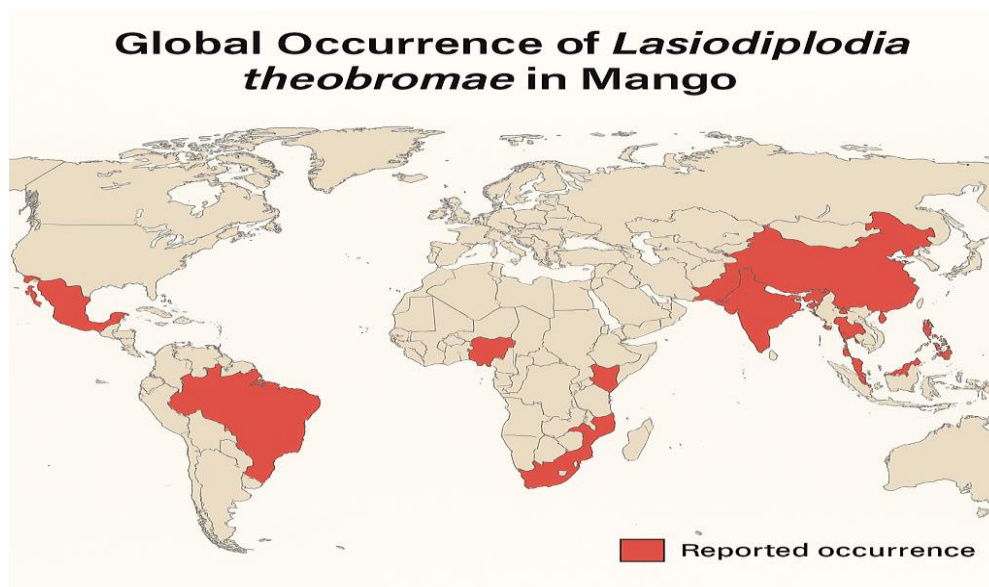 Global Occurrence of Lasiodiplodia
theobromae in Mango
Reported occurrence